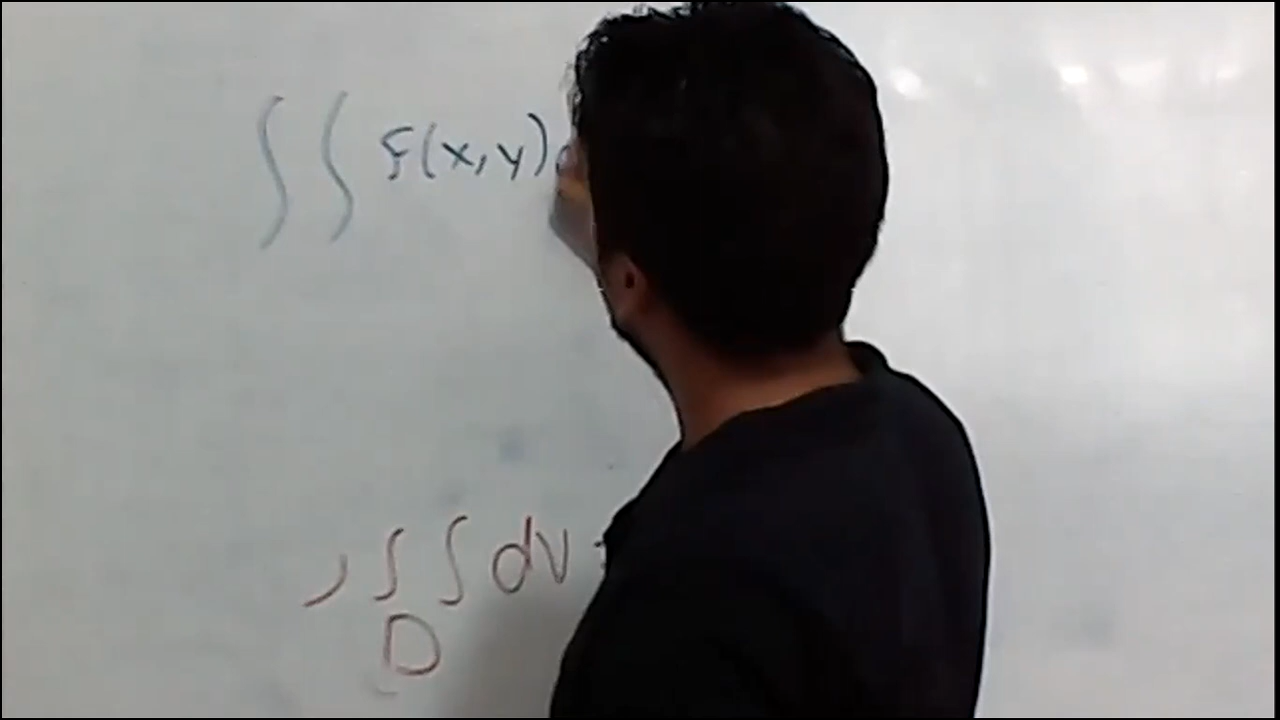 ∫∫ f(x,y)
∫∫∫ dV =
D